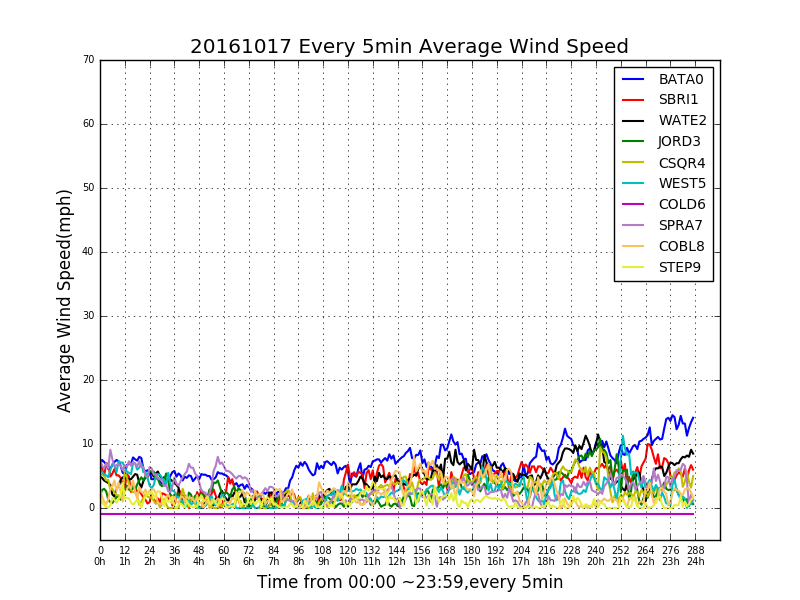 20161017 Every 5min Average Wind Speed
70
60
50
40
30
20
10
0
Average Wind Speed(mph)
BATA0
SBRI1
WATE2
JORD3
CSQR4
WEST5
COLD6
SPRA7
COBL8
STEP9
0 12 24 36 48 60 72 84 96 108 120 132 144 156 168 180 192 204 216 228 240 252 264 276 288
0h 1h 2h 3h 4h 5h 6h 7h 8h 9h 10h 11h 12h 13h 14h 15h 16h 17h 18h 19h 20h 21h 22h 23h 24h
Time from 00:00 ~23:59,every 5min